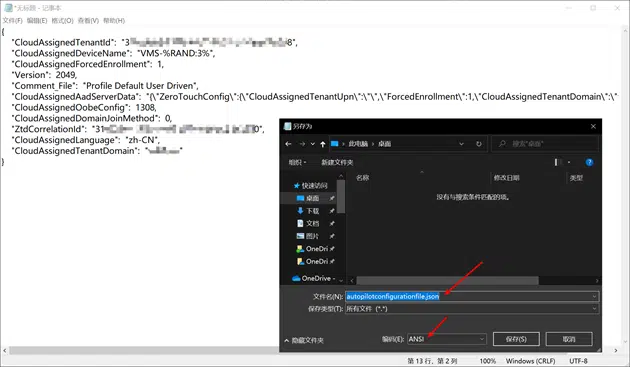 *无标题 - 记事本
文件(F) 编辑(E) 格式(O) 查看(V) 帮助(H)
{
"CloudAssignedTenantId": "3 8",
"CloudAssignedDeviceName": "VMS-%RAND:3%",
"CloudAssignedForcedEnrollment": 1,
"Version": 2049,
"Comment_File": "Profile Default User Driven",
"CloudAssignedAadServerData": "{\"ZeroTouchConfig\":{\"CloudAssignedTenantUpn\":\"\",\"ForcedEnrollment\":1,\"CloudAssignedTenantDomain\":\"
"CloudAssignedOobeConfig": 1308,
"CloudAssignedDomainJoinMethod": 0,
"ZtdCorrelationId": "31 0",
"CloudAssignedLanguage": "zh-CN",
"CloudAssignedTenantDomain": " "
}
另存为
此电脑 > 桌面
搜索"桌面"
组织 新建文件夹
名称 修改日期 类型
快速访问
桌面
下载
文档
图片
OneDri
OneDri
OneDrive -
没有与搜索条件匹配的项。
文件名(N): autopilotconfigurationfile.json
保存类型(T): 所有文件 (*.*)
隐藏文件夹 编码(E): ANSI 保存(S) 取消
第 13 行，第 2 列 100% Windows (CRLF) UTF-8